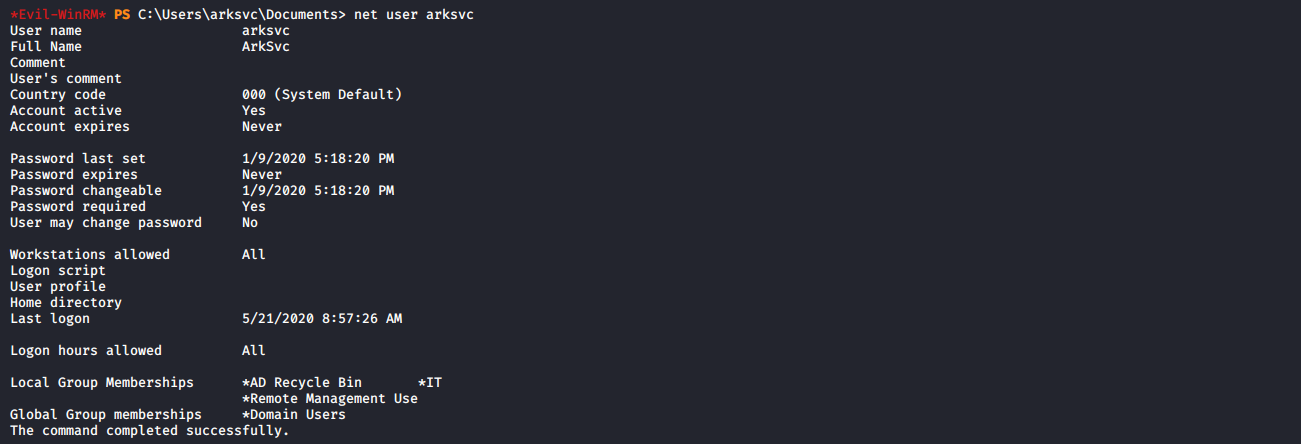 *Evil-WinRM* PS C:\Users\arksvc\Documents> net user arksvc
User name                    arksvc
Full Name                    ArkSvc
Comment
User's comment
Country code                 000 (System Default)
Account active               Yes
Account expires              Never

Password last set            1/9/2020 5:18:20 PM
Password expires             Never
Password changeable          1/9/2020 5:18:20 PM
Password required            Yes
User may change password     No

Workstations allowed         All
Logon script
User profile
Home directory
Last logon                   5/21/2020 8:57:26 AM

Logon hours allowed          All

Local Group Memberships      *AD Recycle Bin       *IT
                             *Remote Management Use
Global Group memberships     *Domain Users
The command completed successfully.